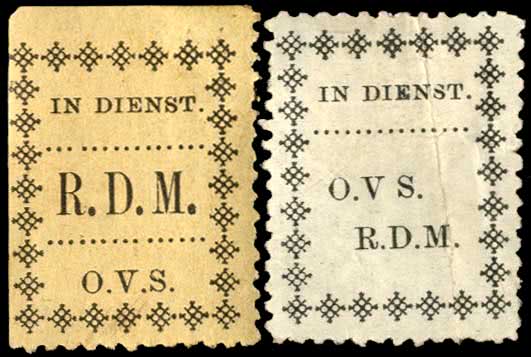 IN DIENST.
R. D. M.
O.V.S.
IN DIENST.
O.V S.
R.D.M.